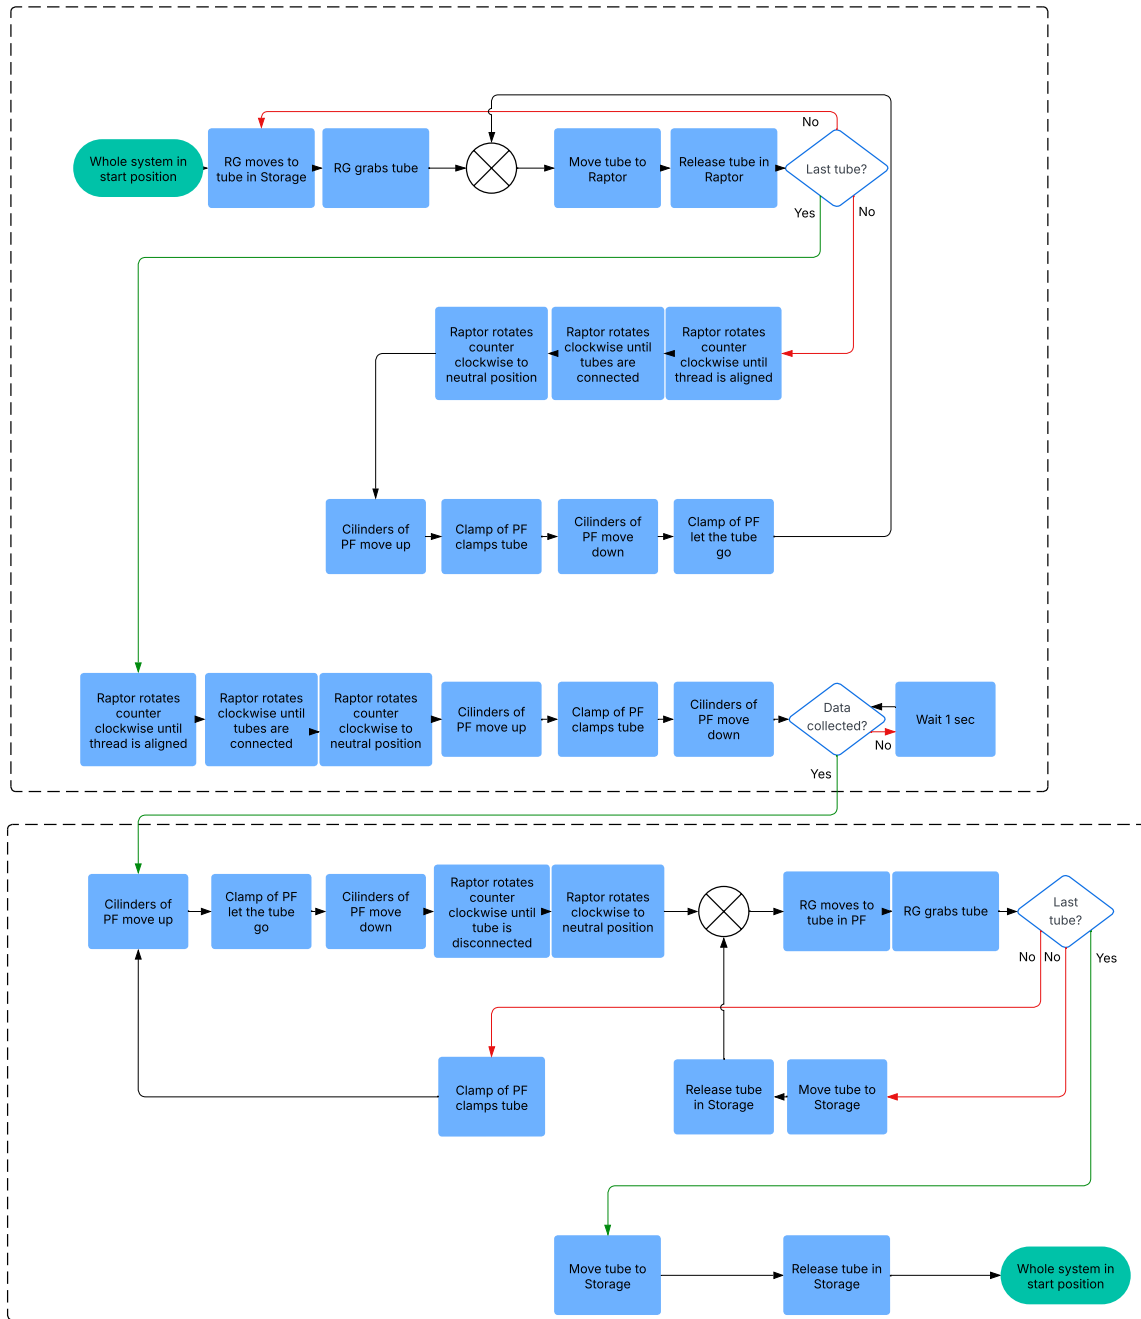 No
Whole system in
start position
RG moves to
tube in Storage
RG grabs tube
Move tube to
Raptor
Release tube in
Raptor
Last tube?
Yes
No
Raptor rotates
counter
clockwise to
neutral position
Raptor rotates
clockwise until
tubes are
connected
Raptor rotates
counter
clockwise until
thread is aligned
Cilinders of
PF move up
Clamp of PF
clamps tube
Cilinders of
PF move
down
Clamp of PF
let the tube
go
Raptor rotates
counter
clockwise until
thread is aligned
Raptor rotates
clockwise until
tubes are
connected
Raptor rotates
counter
clockwise to
neutral position
Cilinders of
PF move up
Clamp of PF
clamps tube
Cilinders of
PF move
down
Data
collected?
Wait 1 sec
No
Yes
Cilinders of
PF move up
Clamp of PF
let the tube
go
Cilinders of
PF move
down
Raptor rotates
counter
clockwise until
tube is
disconnected
Raptor rotates
clockwise to
neutral position
RG moves to
tube in PF
RG grabs tube
Last
tube?
No
No
Yes
Clamp of PF
clamps tube
Release tube
in Storage
Move tube to
Storage
Move tube to
Storage
Release tube in
Storage
Whole system in
start position